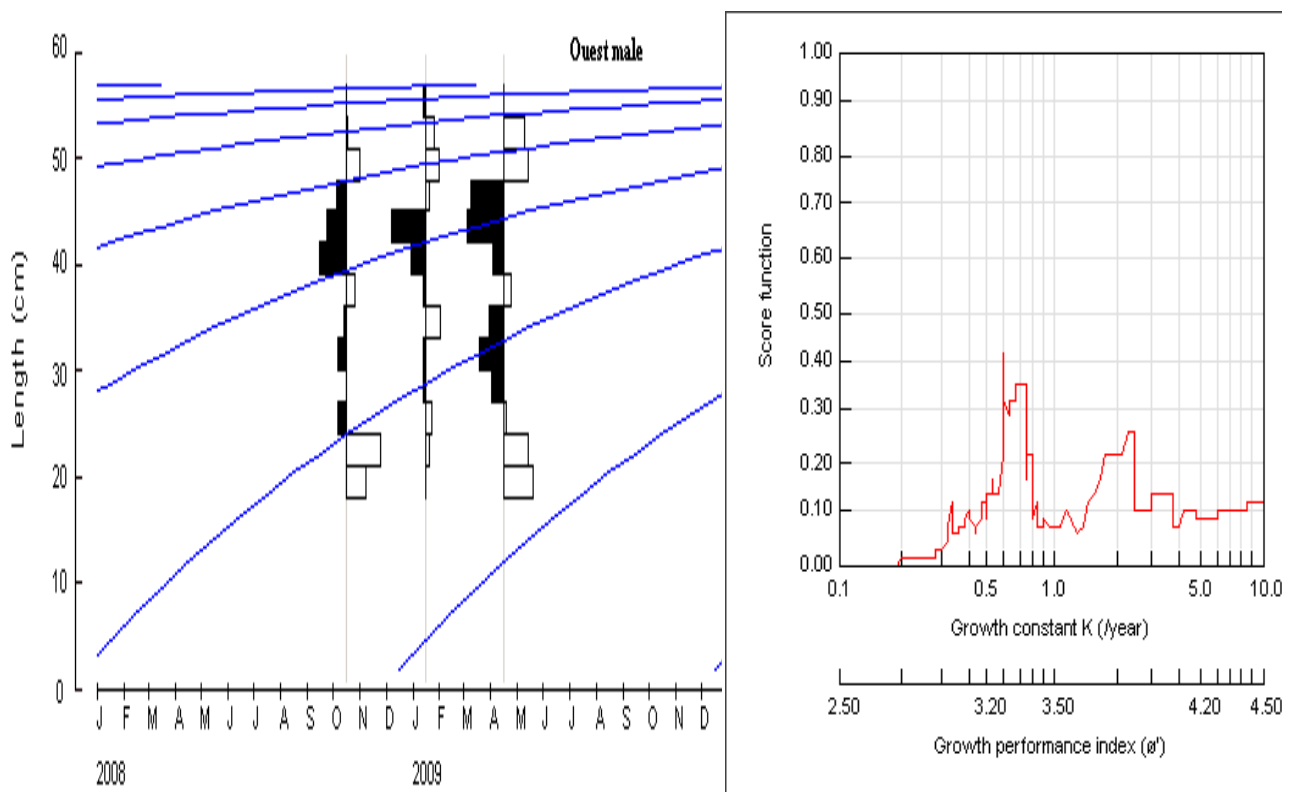 Ouest male
Length (cm)
60
50
40
30
20
10
0
J F M A M J J A S O N D J F M A M J J A S O N D
2008 2009
Score function
1.00
0.90
0.80
0.70
0.60
0.50
0.40
0.30
0.20
0.10
0.00
0.1 0.5 1.0 5.0 10.0
Growth constant K (/year)
2.50 3.20 3.50 4.20 4.50
Growth performance index (ø')